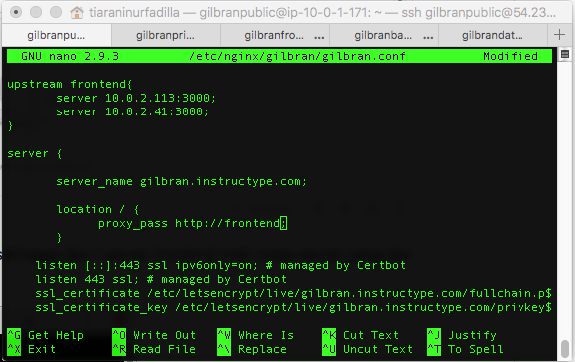 tiaraninurfadilla — gilbranpublic@ip-10-0-1-171: ~ — ssh gilbranpublic@54.23...
gilbranpu... gilbranpri... gilbranfro... ... gilbranba... ... gilbrandat... ...
GNU nano 2.9.3 /etc/nginx/gilbran/gilbran.conf Modified
upstream frontend{
server 10.0.2.113:3000;
server 10.0.2.41:3000;
}
server {
server_name gilbran.instructype.com;
location / {
proxy_pass http://frontend;
}
listen [::]:443 ssl ipv6only=on; # managed by Certbot
listen 443 ssl; # managed by Certbot
ssl_certificate /etc/letsencrypt/live/gilbran.instructype.com/fullchain.p$
ssl_certificate_key /etc/letsencrypt/live/gilbran.instructype.com/privkey$
^G Get Help ^O Write Out ^W Where Is ^K Cut Text ^J Justify
^X Exit ^R Read File ^\ Replace ^U Uncut Text ^T To Spell